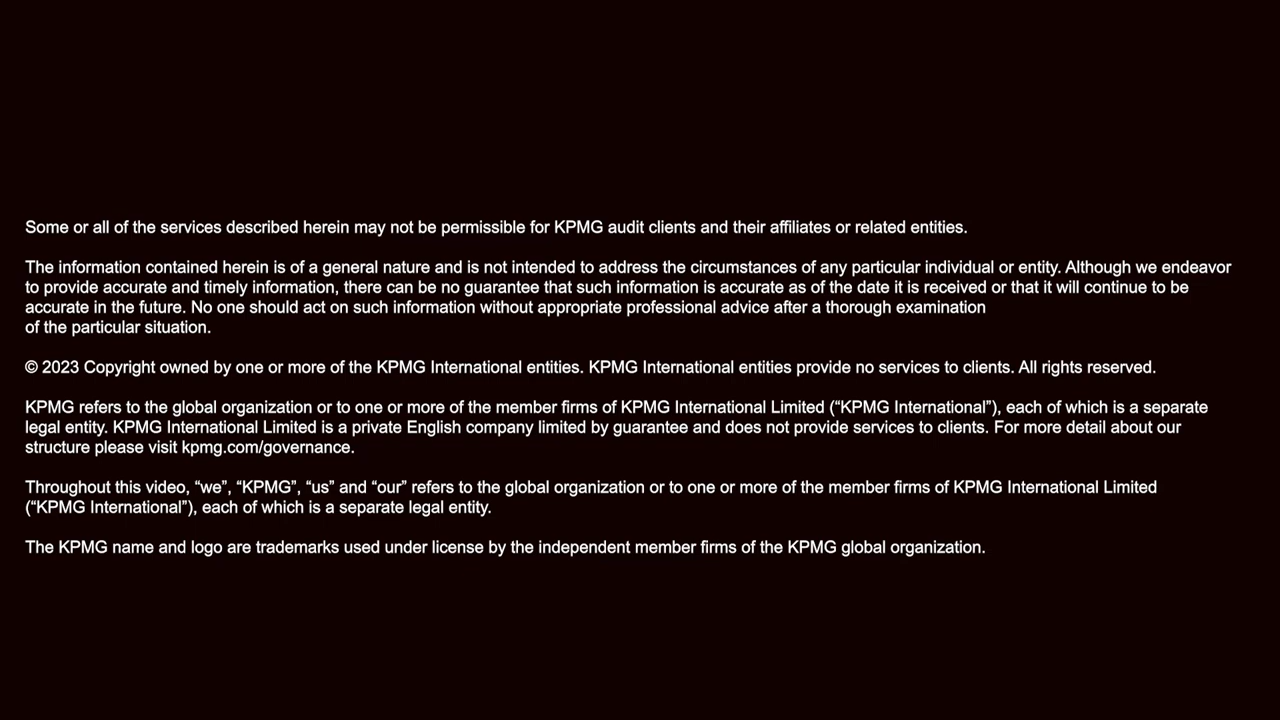 Some or all of the services described herein may not be permissible for KPMG audit clients and their affiliates or related entities.
The information contained herein is of a general nature and is not intended to address the circumstances of any particular individual or entity. Although we endeavor
to provide accurate and timely information, there can be no guarantee that such information is accurate as of the date it is received or that it will continue to be
accurate in the future. No one should act on such information without appropriate professional advice after a thorough examination
of the particular situation.
© 2023 Copyright owned by one or more of the KPMG International entities. KPMG International entities provide no services to clients. All rights reserved.
KPMG refers to the global organization or to one or more of the member firms of KPMG International Limited (“KPMG International”), each of which is a separate
legal entity. KPMG International Limited is a private English company limited by guarantee and does not provide services to clients. For more detail about our
structure please visit kpmg.com/governance.
Throughout this video, “we”, “KPMG”, “us” and “our” refers to the global organization or to one or more of the member firms of KPMG International Limited
(“KPMG International”), each of which is a separate legal entity.
The KPMG name and logo are trademarks used under license by the independent member firms of the KPMG global organization.